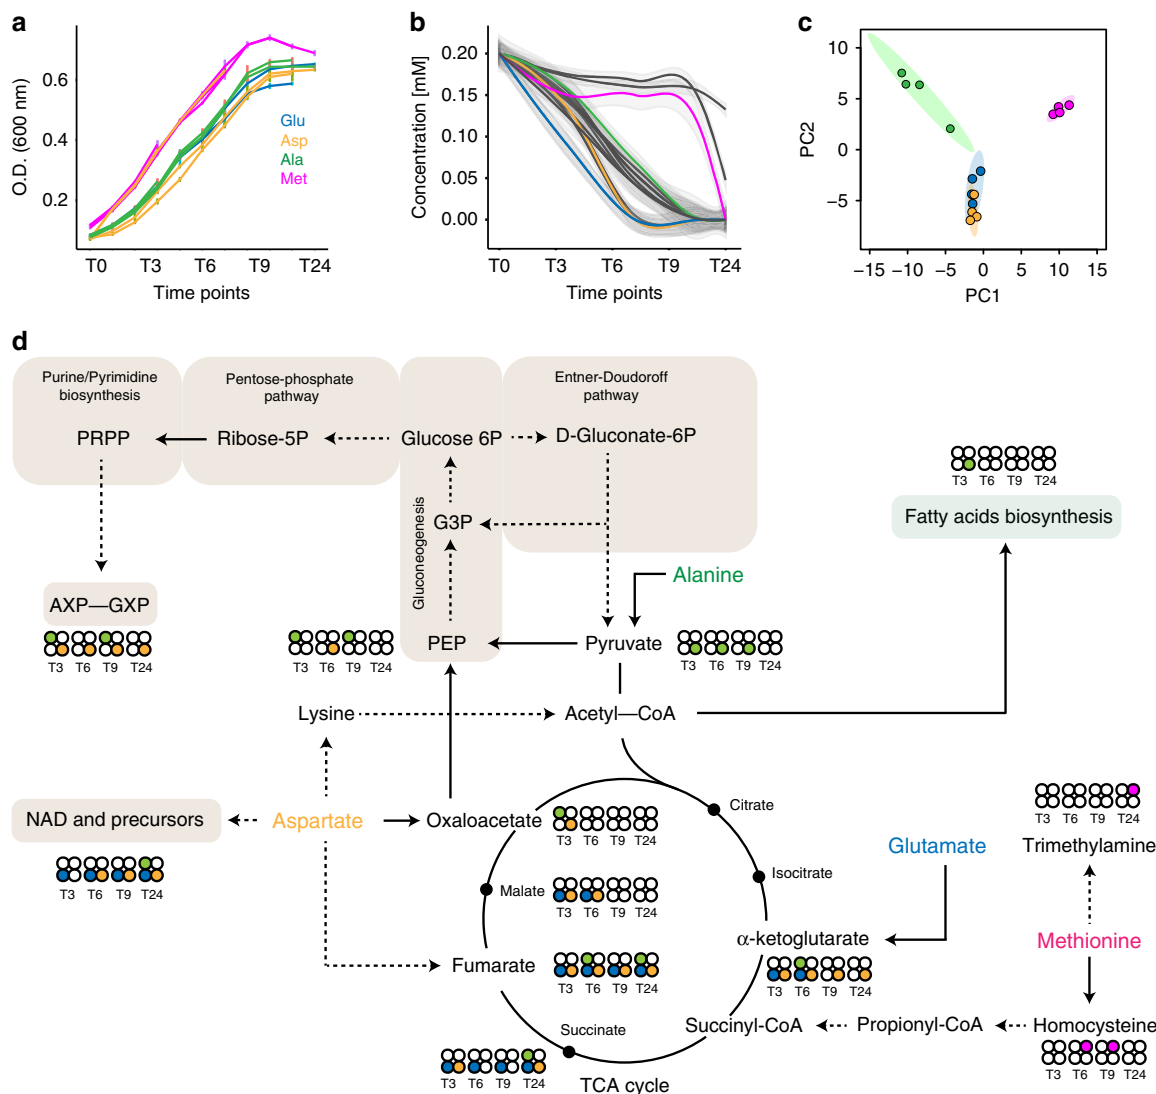 a
O.D. (600 nm)
0.6
0.4
0.2
Glu
Asp
Ala
Met
T0 T3 T6 T9 T24
Time points
b
Concentration [mM]
0.20
0.15
0.10
0.05
0.00
T0 T3 T6 T9 T24
Time points
c
PC2
10
5
0
−5
−15 −10 −5 0 5 10 15
PC1
d
Purine/Pyrimidine
biosynthesis
Pentose-phosphate
pathway
Entner-Doudoroff
pathway
PRPP
Ribose-5P
Glucose 6P
D-Gluconate-6P
T3 T6 T9 T24
Fatty acids biosynthesis
Gluconeogenesis
G3P
Alanine
AXP—GXP
T3 T6 T9 T24
T3 T6 T9 T24
PEP
Pyruvate
T3 T6 T9 T24
Lysine
Acetyl—CoA
NAD and precursors
T3 T6 T9 T24
Aspartate
Oxaloacetate
T3 T6 T9 T24
Citrate
Isocitrate
Malate
T3 T6 T9 T24
Glutamate
T3 T6 T9 T24
Trimethylamine
Methionine
α-ketoglutarate
T3 T6 T9 T24
Fumarate
T3 T6 T9 T24
Succinate
T3 T6 T9 T24
Succinyl-CoA
Propionyl-CoA
Homocysteine
T3 T6 T9 T24
TCA cycle